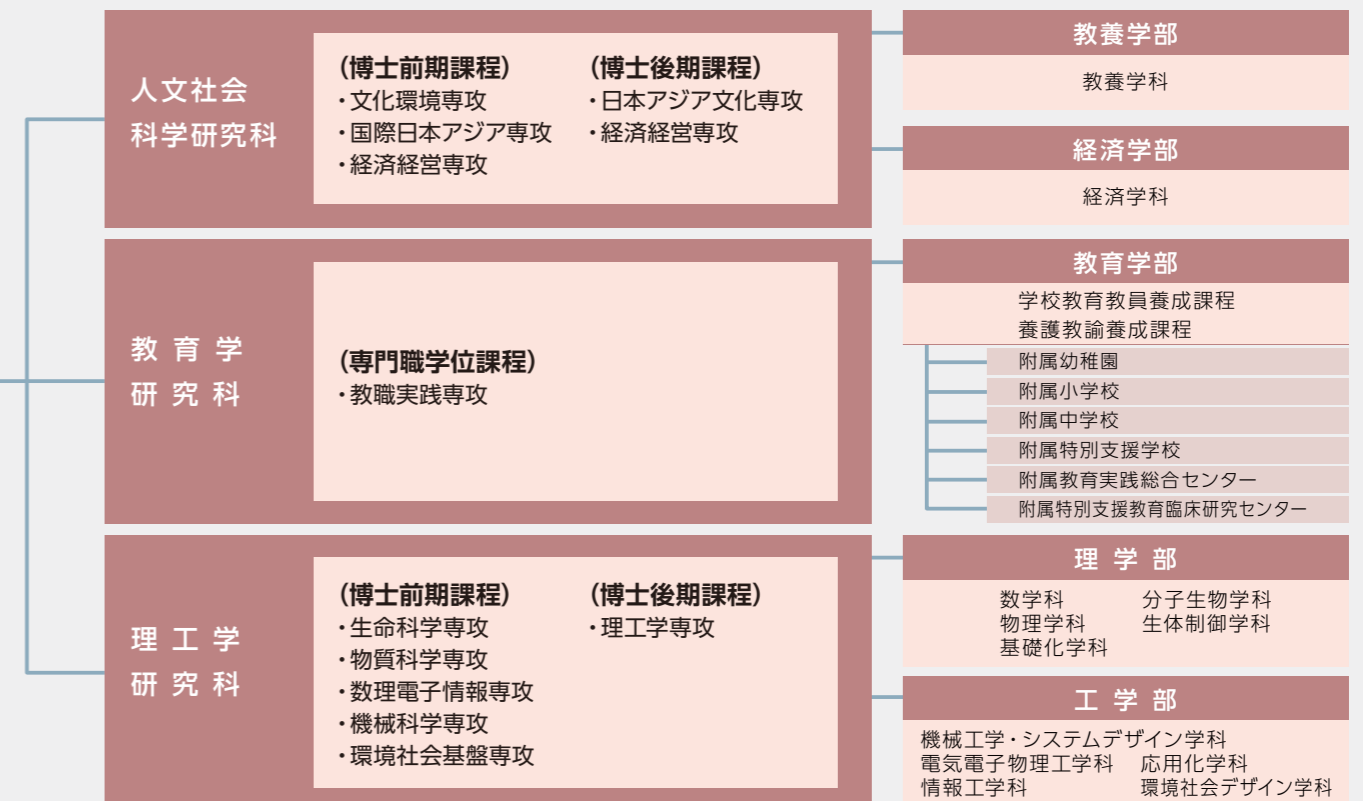 人文社会
科学研究科
(博士前期課程)
・文化環境専攻
・国際日本アジア専攻
・経済経営専攻
(博士後期課程)
・日本アジア文化専攻
・経済経営専攻
教養学部
教養学科
経済学部
経済学科
教育学
研究科
(専門職学位課程)
・教職実践専攻
教育学部
学校教育教員養成課程
養護教諭養成課程
附属幼稚園
附属小学校
附属中学校
附属特別支援学校
附属教育実践総合センター
附属特別支援教育臨床研究センター
理工学
研究科
(博士前期課程)
・生命科学専攻
・物質科学専攻
・数理電子情報専攻
・機械科学専攻
・環境社会基盤専攻
(博士後期課程)
・理工学専攻
理学部
数学科 分子生物学科
物理学科 生体制御学科
基礎化学科
工学部
機械工学・システムデザイン学科
電気電子物理工学科 応用化学科
情報工学科 環境社会デザイン学科